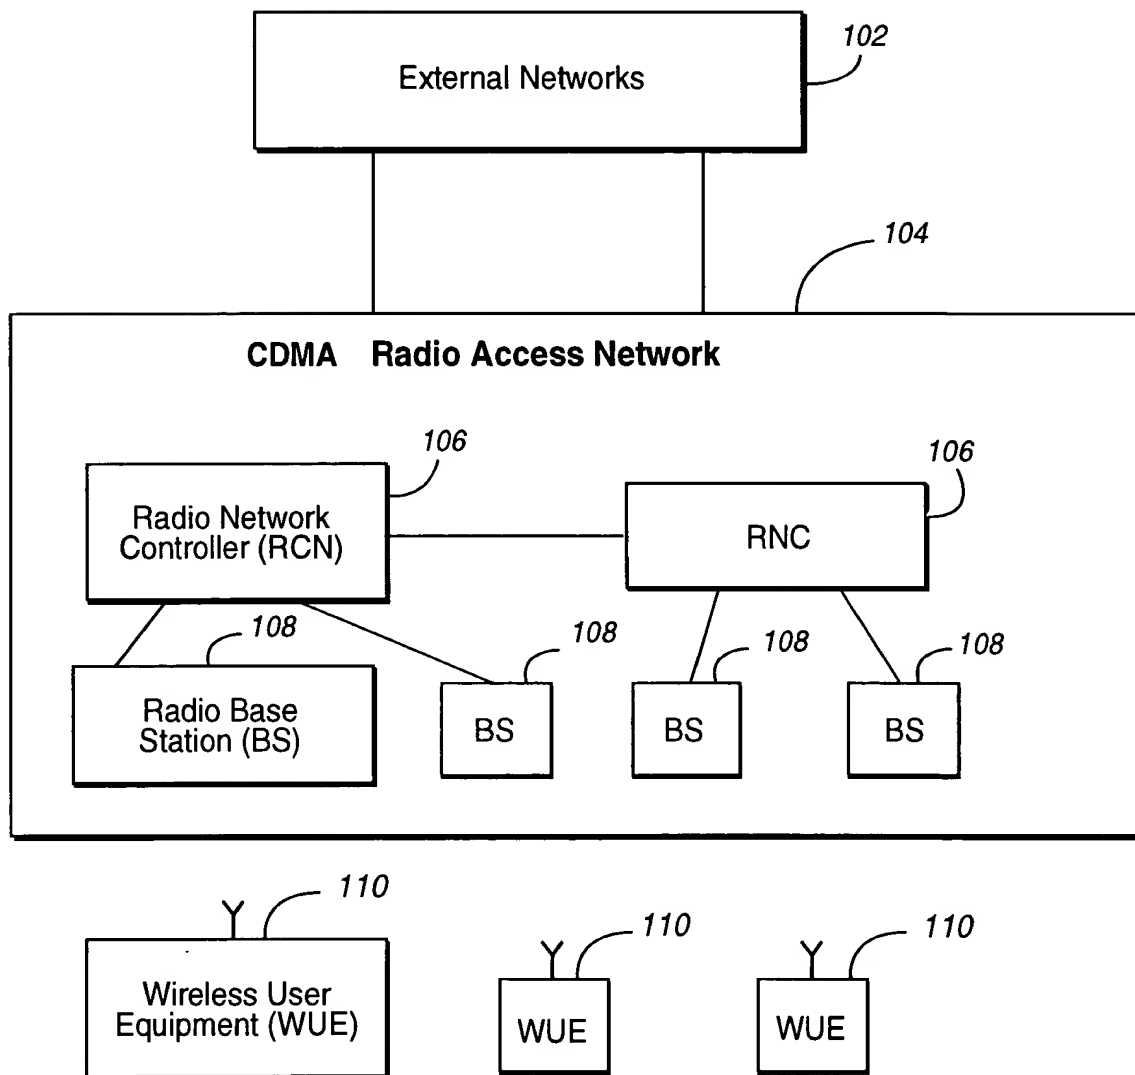 External Networks
102
104
CDMA Radio Access Network
106
106
Radio Network
Controller (RCN)
RNC
108
108
108
108
Radio Base
Station (BS)
BS
BS
BS
110
110
110
Wireless User
Equipment (WUE)
WUE
WUE